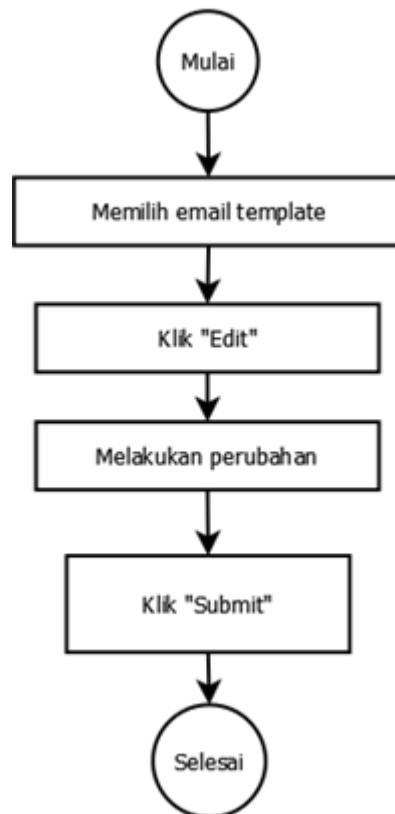 Mulai
Memilih email template
Klik "Edit"
Melakukan perubahan
Klik "Submit"
Selesai